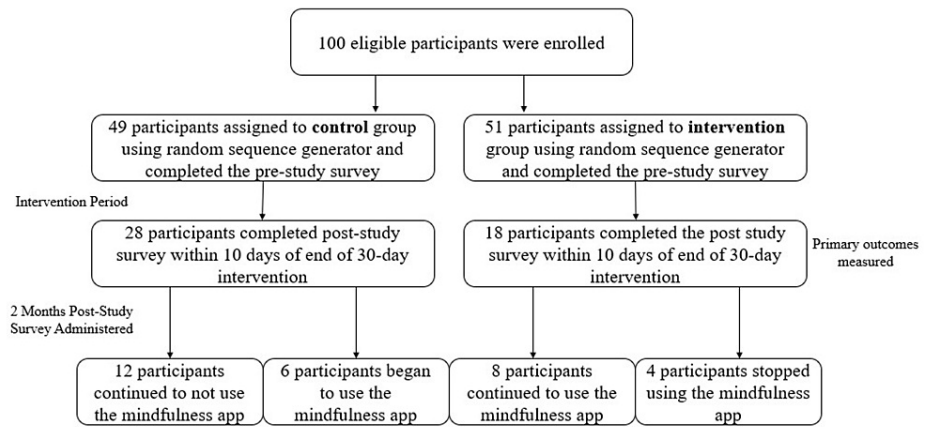 100 eligible participants were enrolled
49 participants assigned to control group
using random sequence generator and
completed the pre-study survey
51 participants assigned to intervention
group using random sequence generator
and completed the pre-study survey
Intervention Period
28 participants completed post-study
survey within 10 days of end of 30-day
intervention
18 participants completed the post study
survey within 10 days of end of 30-day
intervention
Primary outcomes
measured
2 Months Post-Study
Survey Administered
12 participants
continued to not use
the mindfulness app
6 participants began
to use the
mindfulness app
8 participants
continued to use the
mindfulness app
4 participants stopped
using the mindfulness
app